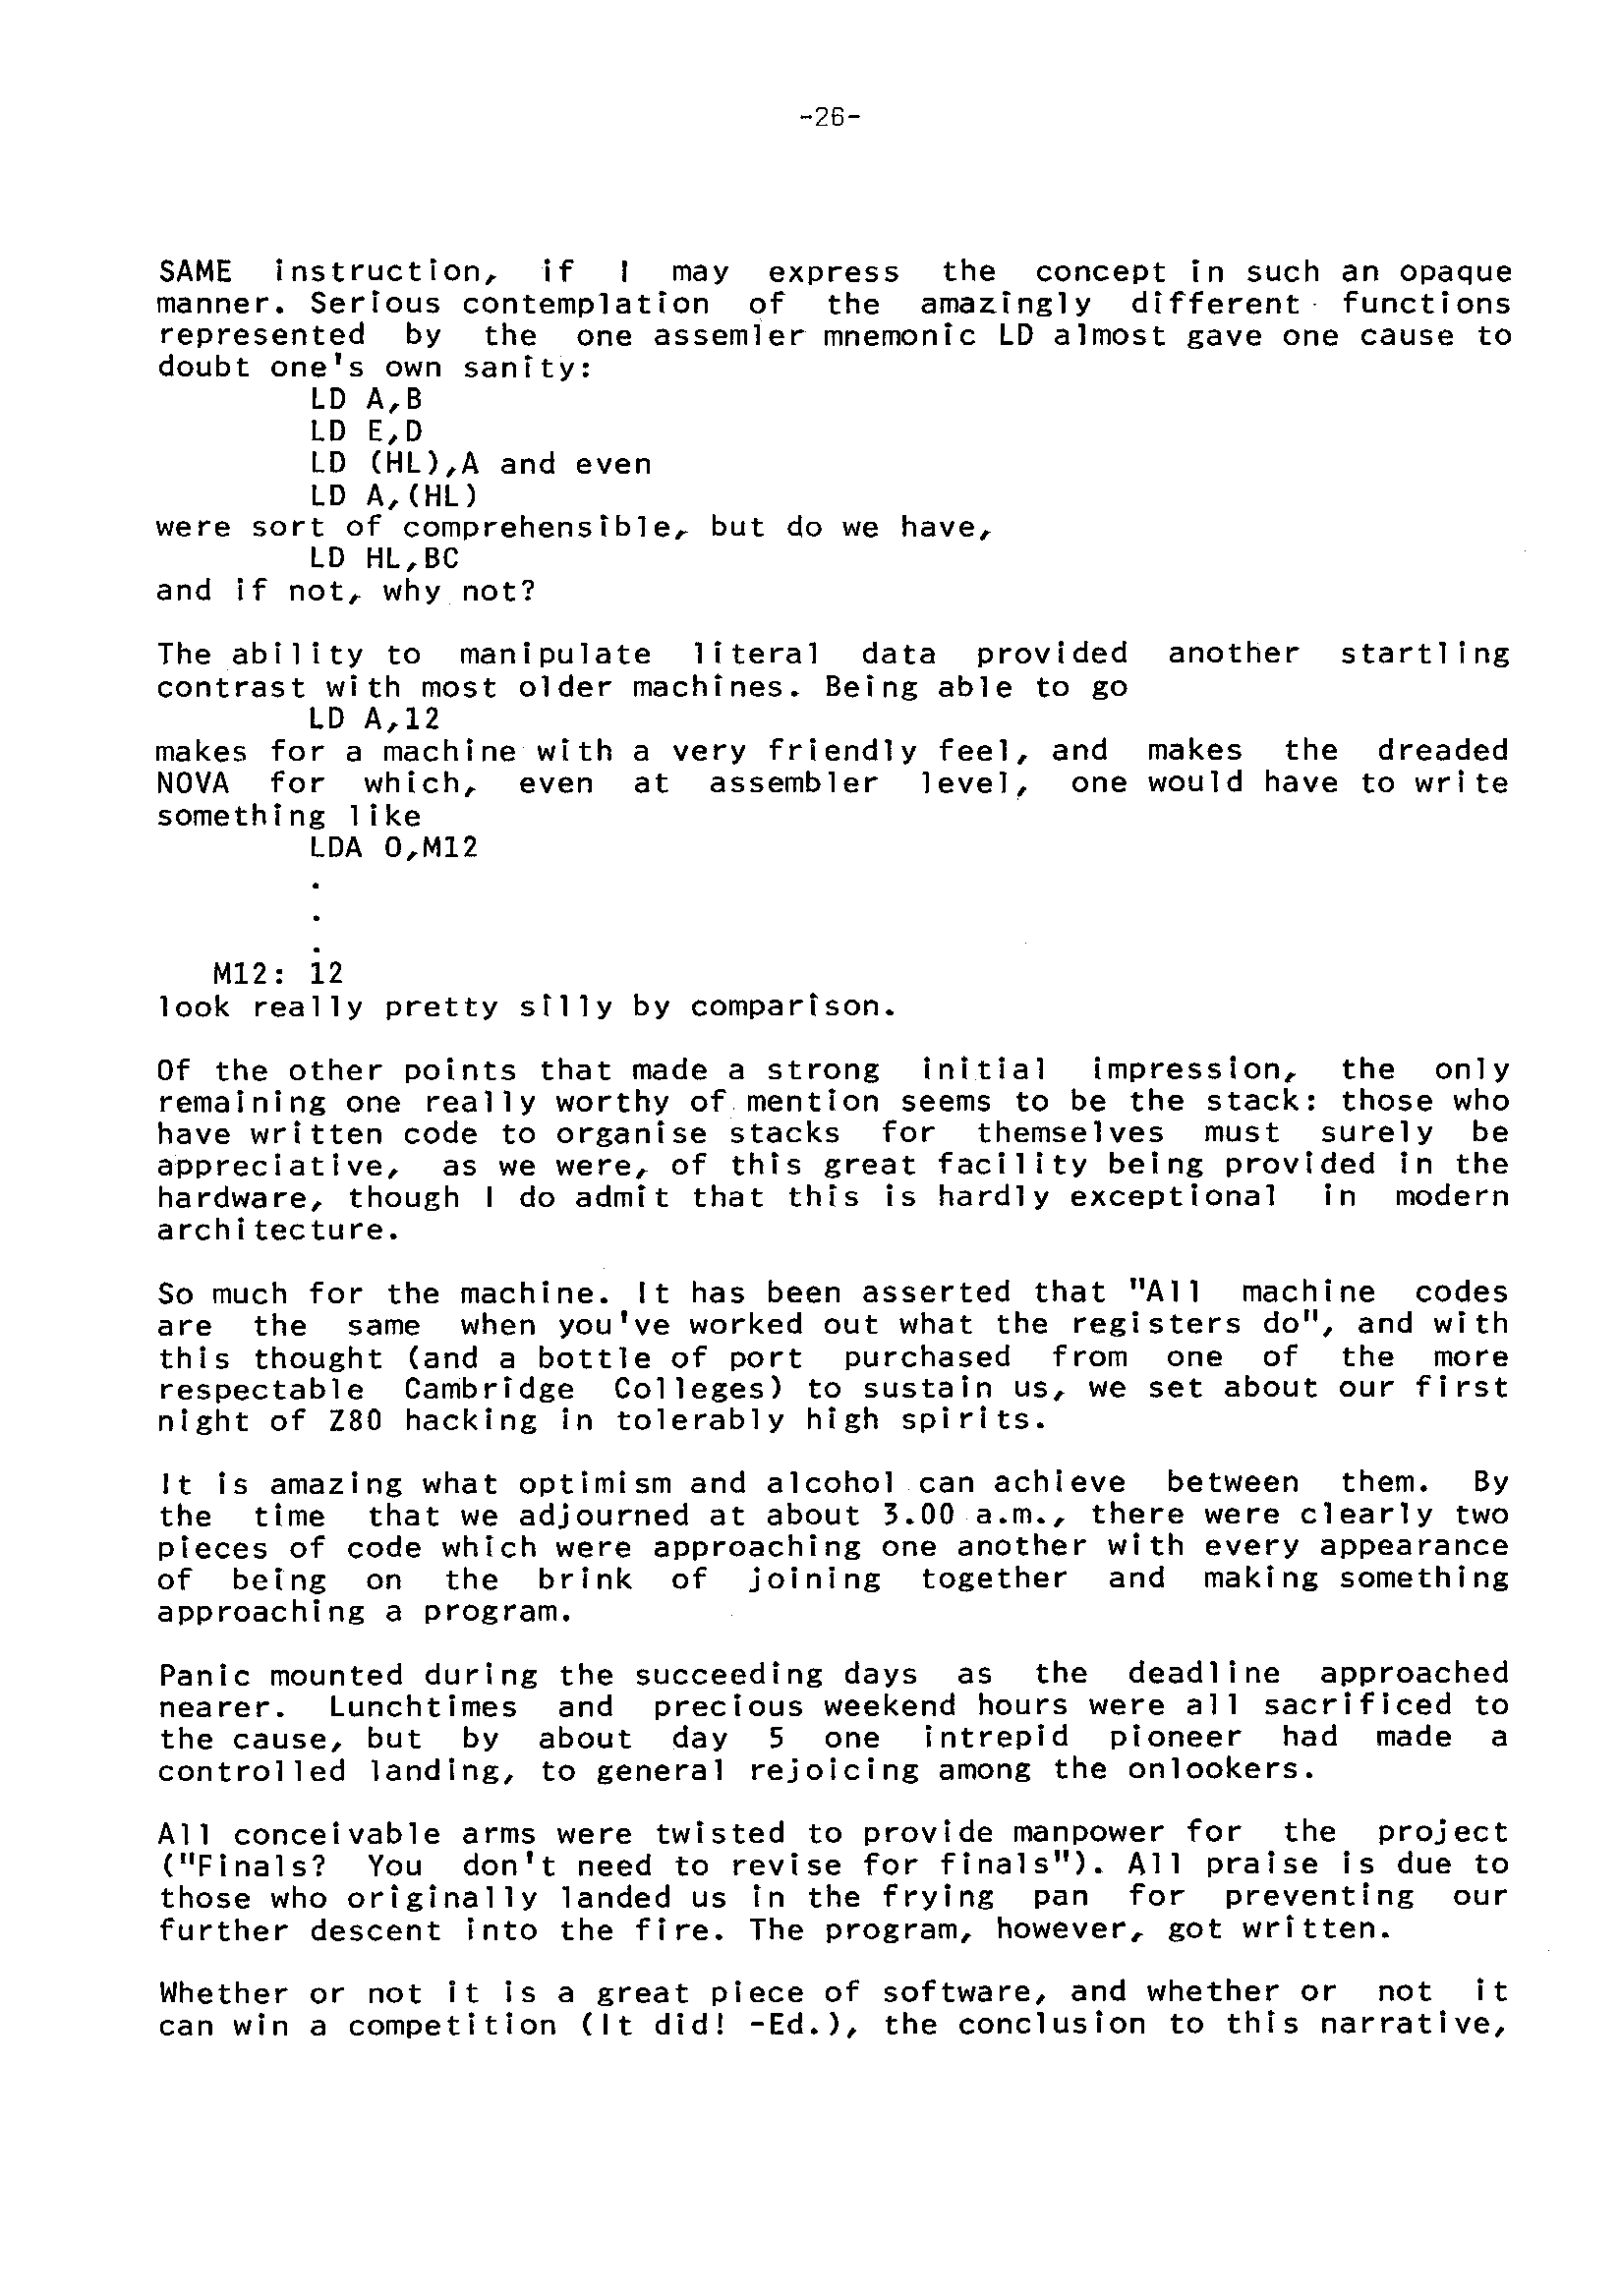 -26-
SAME instruction, if I may express the concept in such an opaque
manner. Serious contemplation of the amazingly different functions
represented by the one assemler mnemonic LD almost gave one cause to
doubt one's own sanity:
LD A,B
LD E,D
LD (HL),A and even
LD A,(HL)
were sort of comprehensible, but do we have,
LD HL,BC
and if not, why not?
The ability to manipulate literal data provided another startling
contrast with most older machines. Being able to go
LD A,12
makes for a machine with a very friendly feel, and makes the dreaded
NOVA for which, even at assembler level, one would have to write
something like
LDA 0,M12
.
.
.
M12: 12
look really pretty silly by comparison.
Of the other points that made a strong initial impression, the only
remaining one really worthy of mention seems to be the stack: those who
have written code to organise stacks for themselves must surely be
appreciative, as we were, of this great facility being provided in the
hardware, though I do admit that this is hardly exceptional in modern
architecture.
So much for the machine. It has been asserted that "All machine codes
are the same when you've worked out what the registers do", and with
this thought (and a bottle of port purchased from one of the more
respectable Cambridge Colleges) to sustain us, we set about our first
night of Z80 hacking in tolerably high spirits.
It is amazing what optimism and alcohol can achieve between them. By
the time that we adjourned at about 3.00 a.m., there were clearly two
pieces of code which were approaching one another with every appearance
of being on the brink of joining together and making something
approaching a program.
Panic mounted during the succeeding days as the deadline approached
nearer. Lunchtimes and precious weekend hours were all sacrificed to
the cause, but by about day 5 one intrepid pioneer had made a
controlled landing, to general rejoicing among the onlookers.
All conceivable arms were twisted to provide manpower for the project
("Finals? You don't need to revise for finals"). All praise is due to
those who originally landed us in the frying pan for preventing our
further descent into the fire. The program, however, got written.
Whether or not it is a great piece of software, and whether or not it
can win a competition (It did! -Ed.), the conclusion to this narrative,